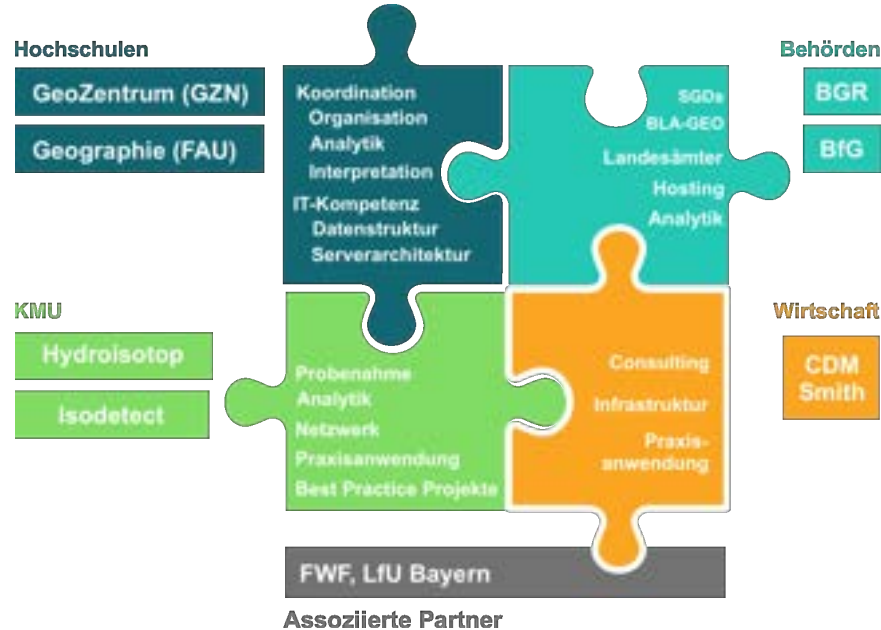 Hochschulen
GeoZentrum (GZN)
Geographie (FAU)
Koordination
Organisation
Analytik
Interpretation
IT-Kompetenz
Datenstruktur
Serverarchitektur
Behörden
BGR
BfG
SGDs
BLA-GEO
Landesämter
Hosting
Analytik
KMU
Hydroisotop
Isodetect
Probenahme
Analytik
Netzwerk
Praxisanwendung
Best Practice Projekte
Wirtschaft
CDM
Smith
Consulting
Infrastruktur
Praxis-
anwendung
FWF, LfU Bayern
Assoziierte Partner